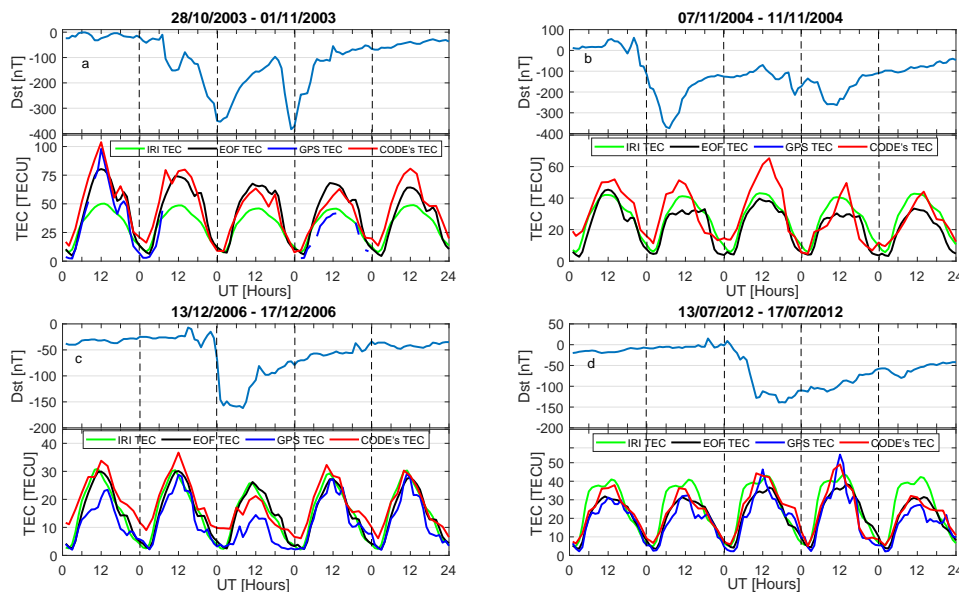 28/10/2003 - 01/11/2003
0
-100
-200
-300
-400
Dst [nT]
a
100
75
50
25
0
TEC [TECU]
IRI TEC EOF TEC GPS TEC CODE's TEC
0 12 0 12 0 12 0 12 0 12 24
UT [Hours]
07/11/2004 - 11/11/2004
100
0
-100
-200
-300
-400
Dst [nT]
b
60
40
20
0
TEC [TECU]
IRI TEC EOF TEC GPS TEC CODE's TEC
0 12 0 12 0 12 0 12 0 12 24
UT [Hours]
13/12/2006 - 17/12/2006
0
-50
-100
-150
-200
Dst [nT]
c
40
30
20
10
0
TEC [TECU]
IRI TEC EOF TEC GPS TEC CODE's TEC
0 12 0 12 0 12 0 12 0 12 24
UT [Hours]
13/07/2012 - 17/07/2012
50
0
-50
-100
-150
-200
Dst [nT]
d
50
40
30
20
10
0
TEC [TECU]
IRI TEC EOF TEC GPS TEC CODE's TEC
0 12 0 12 0 12 0 12 0 12 24
UT [Hours]